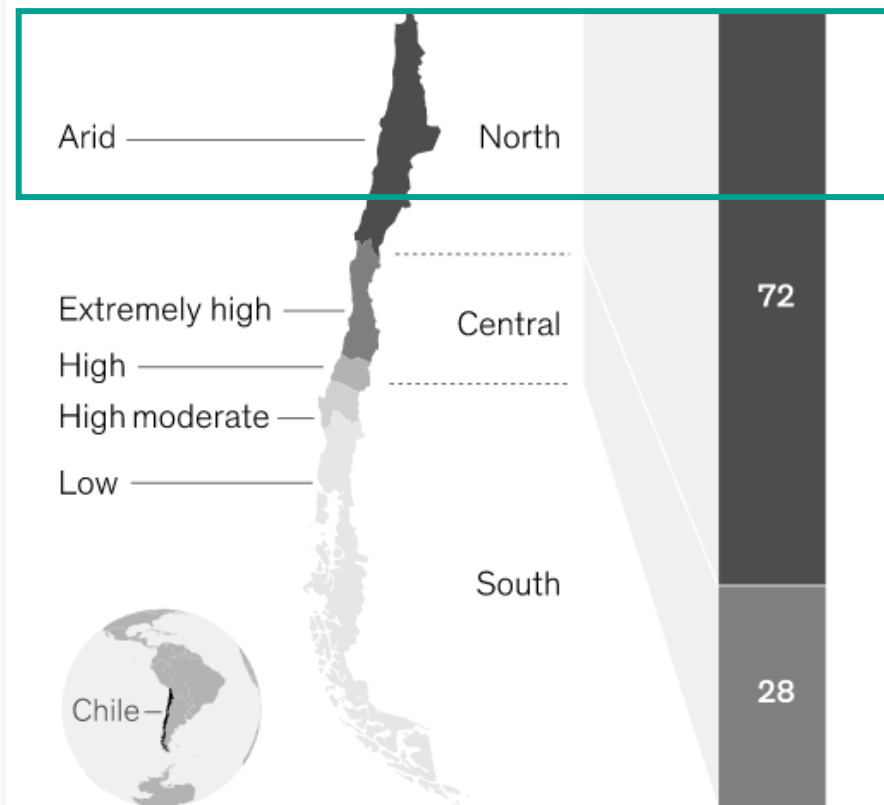 Arid
North
72
Extremely high
Central
High
High moderate
Low
South
28
Chile